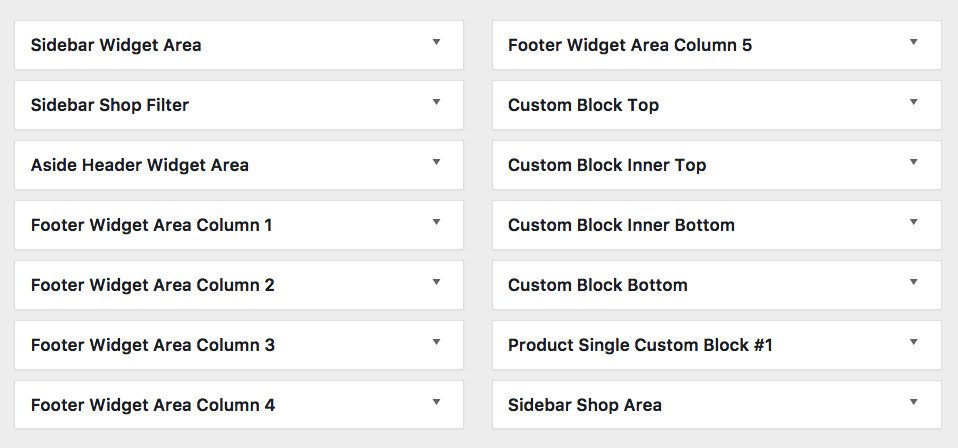 Sidebar Widget Area
Sidebar Shop Filter
Aside Header Widget Area
Footer Widget Area Column 1
Footer Widget Area Column 2
Footer Widget Area Column 3
Footer Widget Area Column 4
Footer Widget Area Column 5
Custom Block Top
Custom Block Inner Top
Custom Block Inner Bottom
Custom Block Bottom
Product Single Custom Block #1
Sidebar Shop Area